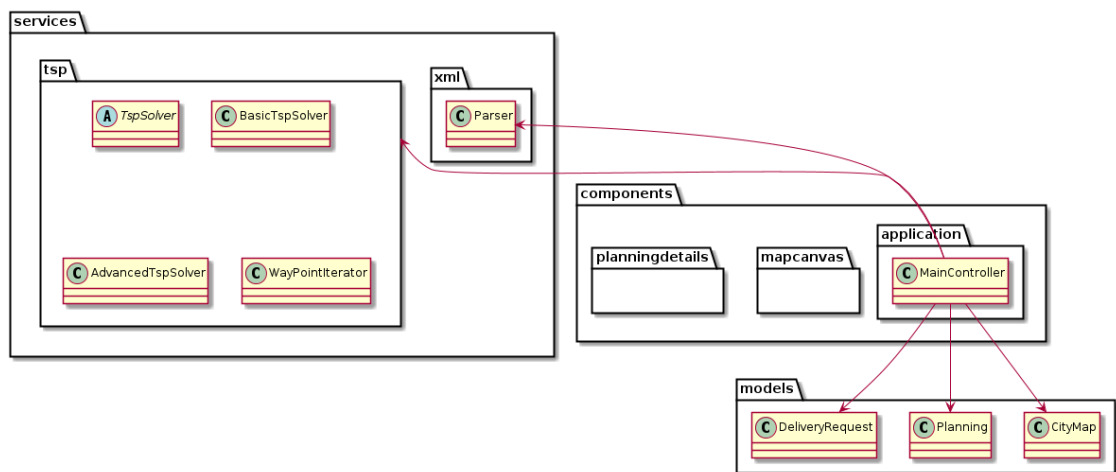 services
tsp
xml
A TspSolver
C BasicTspSolver
C Parser
C AdvancedTspSolver
C WayPointIterator
components
planningdetails
mapcanvas
application
C MainController
models
C DeliveryRequest
C Planning
C CityMap